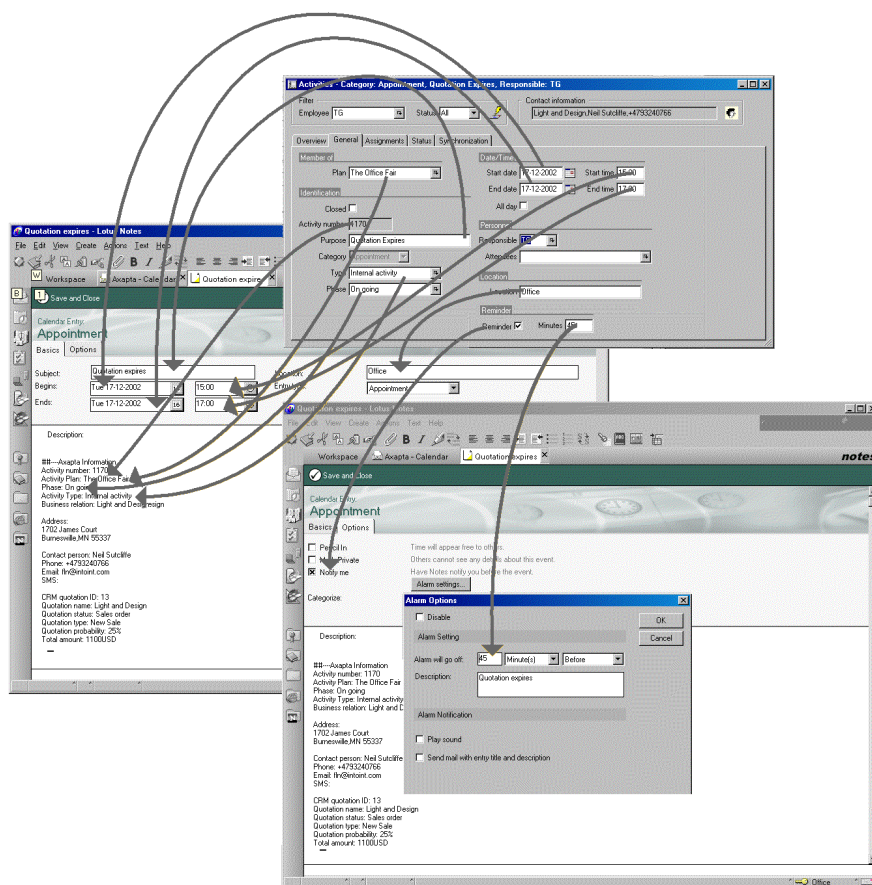 Activities - Category: Appointment, Quotation Expires, Responsible: TG
Filter
Employee TG
Status All
Contact information
Light and Design,Neil Sutcliffe,+4793240766
Overview General Assignments Status Synchronization
Member of
Plan The Office Fair
Identification
Closed
Activity number 1170
Purpose Quotation Expires
Category Appointment
Type Internal activity
Phase On going
Date/Time
Start date 17-12-2002 Start time 15:00
End date 17-12-2002 End time 17:00
All day
Personnel
Responsible TG
Attendees
Location
Location Office
Reminder
Reminder Minutes 45
Quotation expires - Lotus Notes
File Edit View Create Actions Text Help
Workspace Axapta - Calendar Quotation expires
Save and Close
Calendar Entry:
Appointment
Basics Options
Subject: Quotation expires
Begins: Tue 17-12-2002 16 15:00
Ends: Tue 17-12-2002 16 17:00
Location: Office
Appointment
Description:
##---Axapta Information
Activity number: 1170
Activity Plan: The Office Fair
Phase: On going
Activity Type: Internal activity
Business relation: Light and Design
Address:
1702 James Court
Burnesville,MN 55337
Contact person: Neil Sutcliffe
Phone: +4793240766
Email: fln@intoint.com
SMS:
CRM quotation ID: 13
Quotation name: Light and Design
Quotation status: Sales order
Quotation type: New Sale
Quotation probability: 25%
Total amount: 1100USD
Quotation expires - Lotus Notes
File Edit View Create Actions Text Help
Workspace Axapta - Calendar Quotation expires
notes
Save and Close
Calendar Entry:
Appointment
Basics Options
Pencil In Time will appear free to others.
Mark Private Others cannot see any details about this event.
Notify me Have Notes notify you before the event.
Alarm settings...
Categorize:
Alarm Options
Disable
OK
Alarm Setting
Cancel
Alarm will go off: 45 Minute(s) Before
Description: Quotation expires
Alarm Notification
Play sound
Send mail with entry title and description
Description:
##---Axapta Information
Activity number: 1170
Activity Plan: The Office Fair
Phase: On going
Activity Type: Internal activity
Business relation: Light and D
Address:
1702 James Court
Burnesville,MN 55337
Contact person: Neil Sutcliffe
Phone: +4793240766
Email: fln@intoint.com
SMS:
CRM quotation ID: 13
Quotation name: Light and Design
Quotation status: Sales order
Quotation type: New Sale
Quotation probability: 25%
Total amount: 1100USD
Office